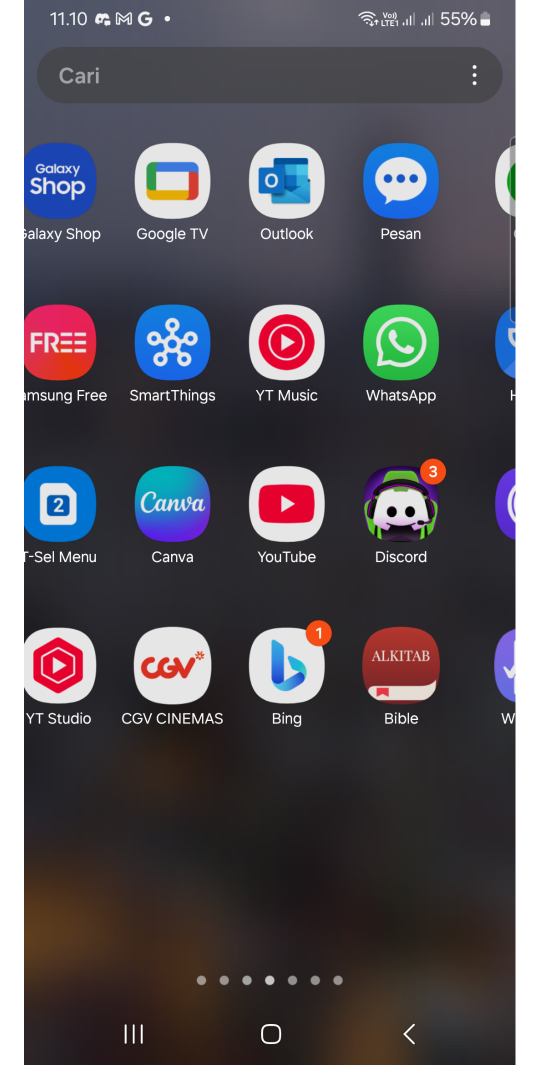 11.10 G • Vo) LTE1 55%
Cari
Galaxy
Shop
Galaxy Shop Google TV Outlook Pesan
FREE
amsung Free SmartThings YT Music WhatsApp H
2 Canva 3
T-Sel Menu Canva YouTube Discord
CGV 1 ALKITAB
YT Studio CGV CINEMAS Bing Bible W